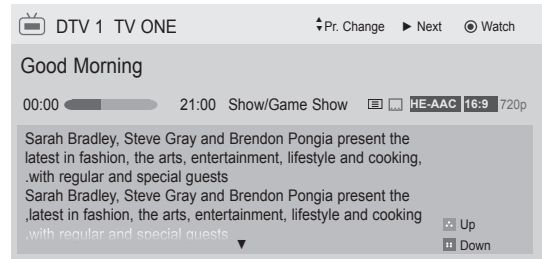 DTV 1 TV ONE Pr. Change Next Watch
Good Morning
00:00 21:00 Show/Game Show HE-AAC 16:9 720p
Sarah Bradley, Steve Gray and Brendon Pongia present the
latest in fashion, the arts, entertainment, lifestyle and cooking,
.with regular and special guests
Sarah Bradley, Steve Gray and Brendon Pongia present the
,latest in fashion, the arts, entertainment, lifestyle and cooking
.with regular and special guests
Up
Down